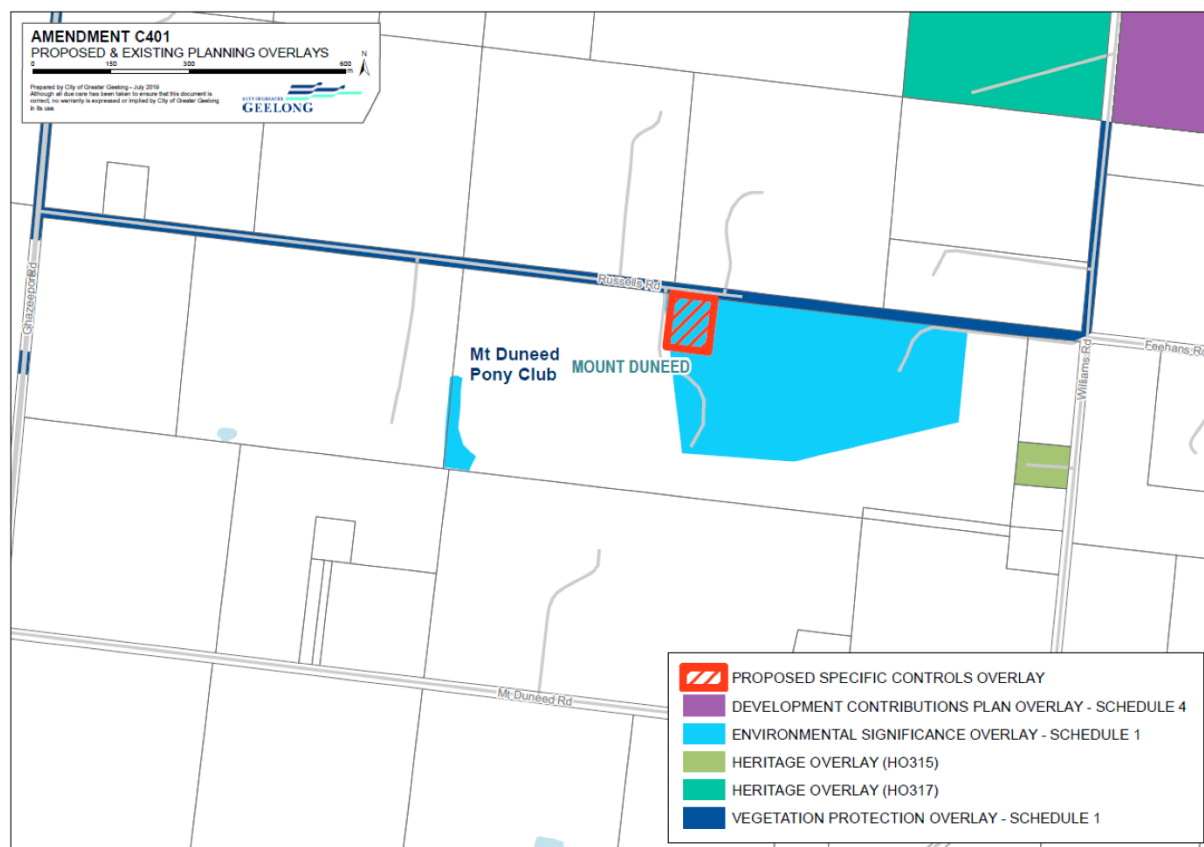 AMENDMENT C401
PROPOSED & EXISTING PLANNING OVERLAYS
0 150 300 600
m
N
Prepared by City of Greater Geelong - July 2019
Although all due care has been taken to ensure that this document is
correct, no warranty is expressed or implied by City of Greater Geelong
in its use.
CITY OF GREATER
GEELONG
Ghazeepore Rd
Russells Rd
Mt Duneed
Pony Club
MOUNT DUNEED
Williams Rd
Feehans Rd
Mt Duneed Rd
PROPOSED SPECIFIC CONTROLS OVERLAY
DEVELOPMENT CONTRIBUTIONS PLAN OVERLAY - SCHEDULE 4
ENVIRONMENTAL SIGNIFICANCE OVERLAY - SCHEDULE 1
HERITAGE OVERLAY (HO315)
HERITAGE OVERLAY (HO317)
VEGETATION PROTECTION OVERLAY - SCHEDULE 1